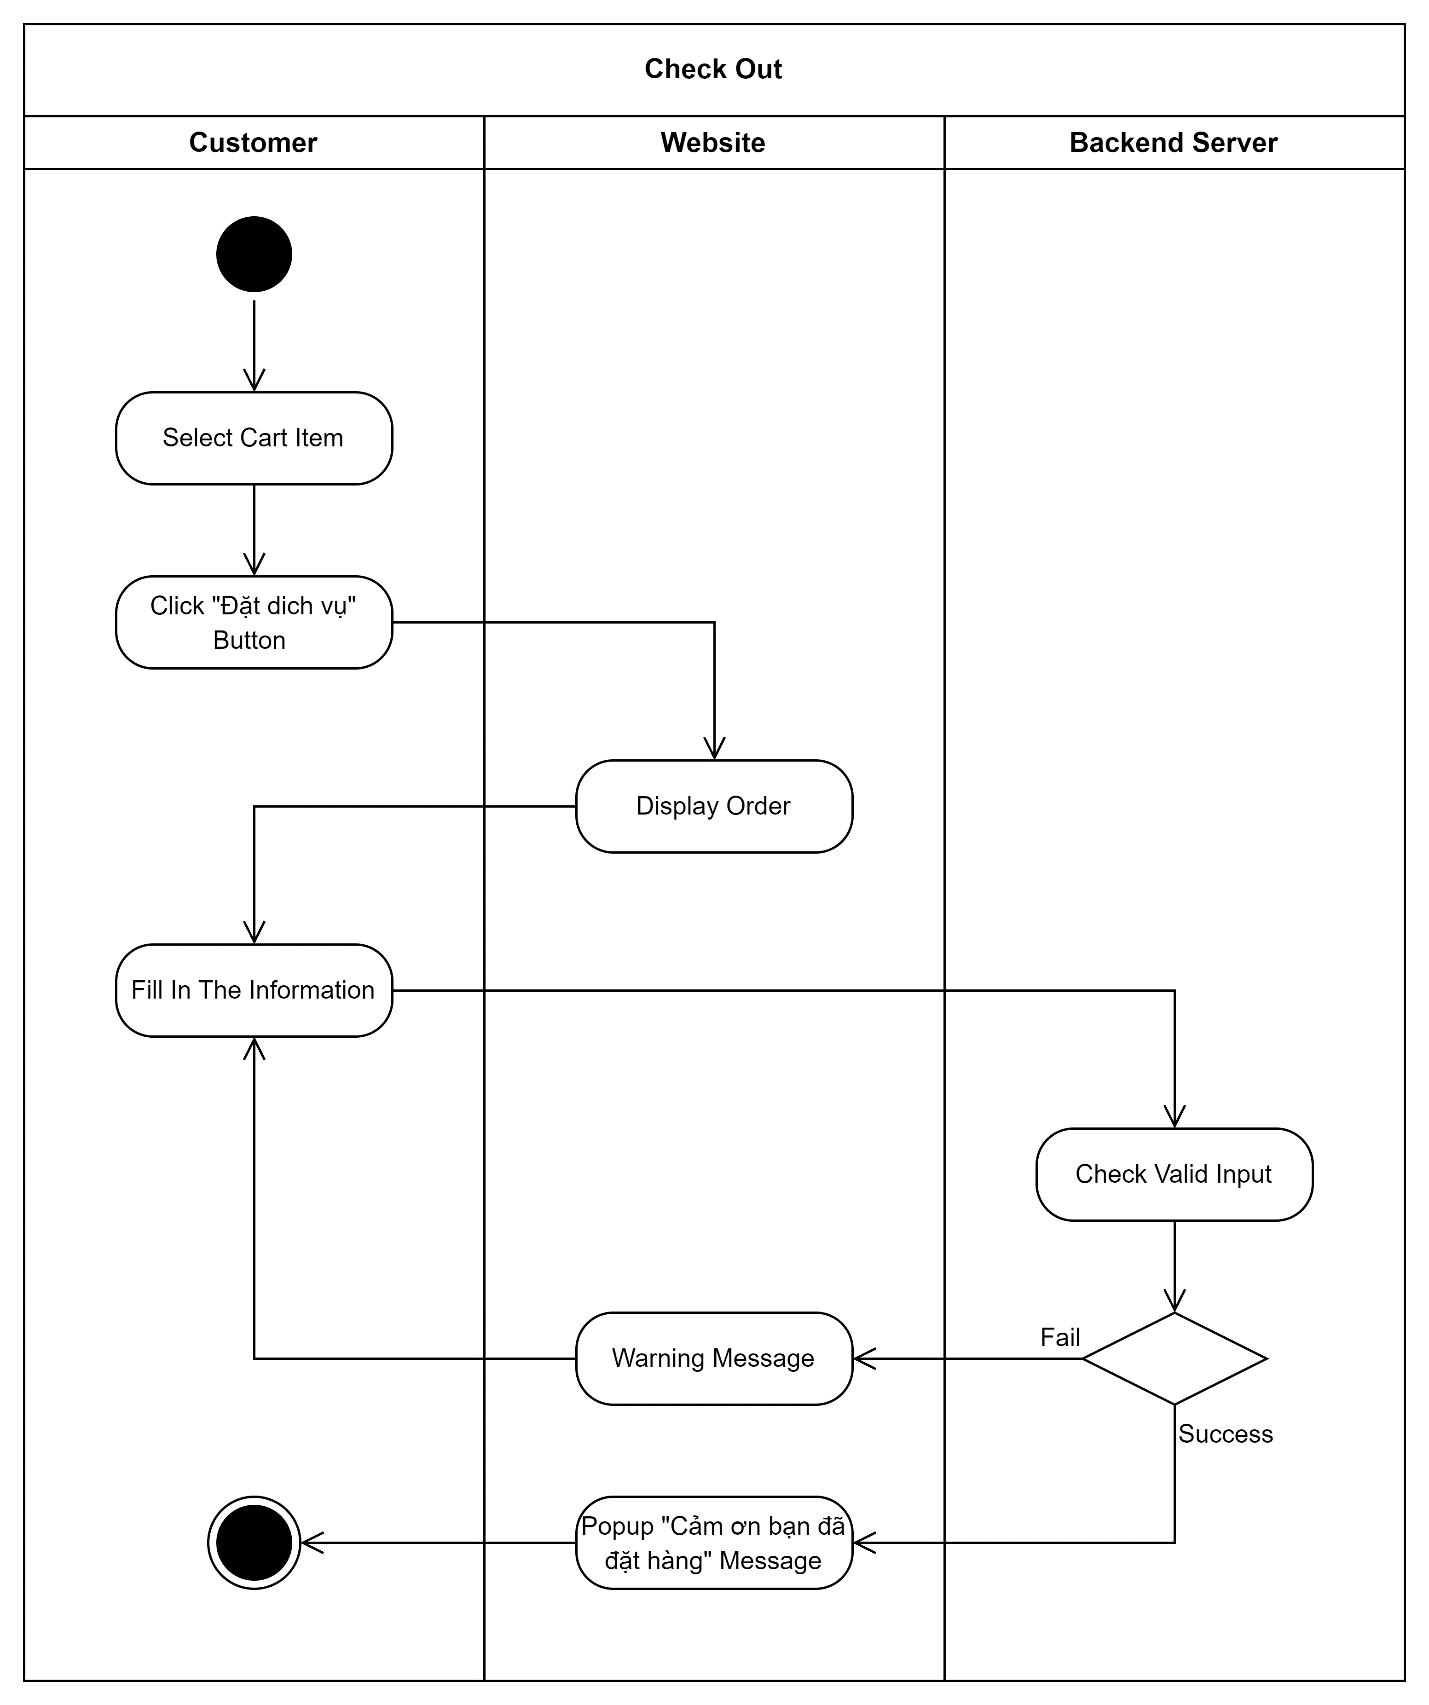 Check Out
Customer
Website
Backend Server
Select Cart Item
Click "Đặt dich vụ"
Button
Display Order
Fill In The Information
Check Valid Input
Fail
Warning Message
Success
Popup "Cảm ơn bạn đã
đặt hàng" Message